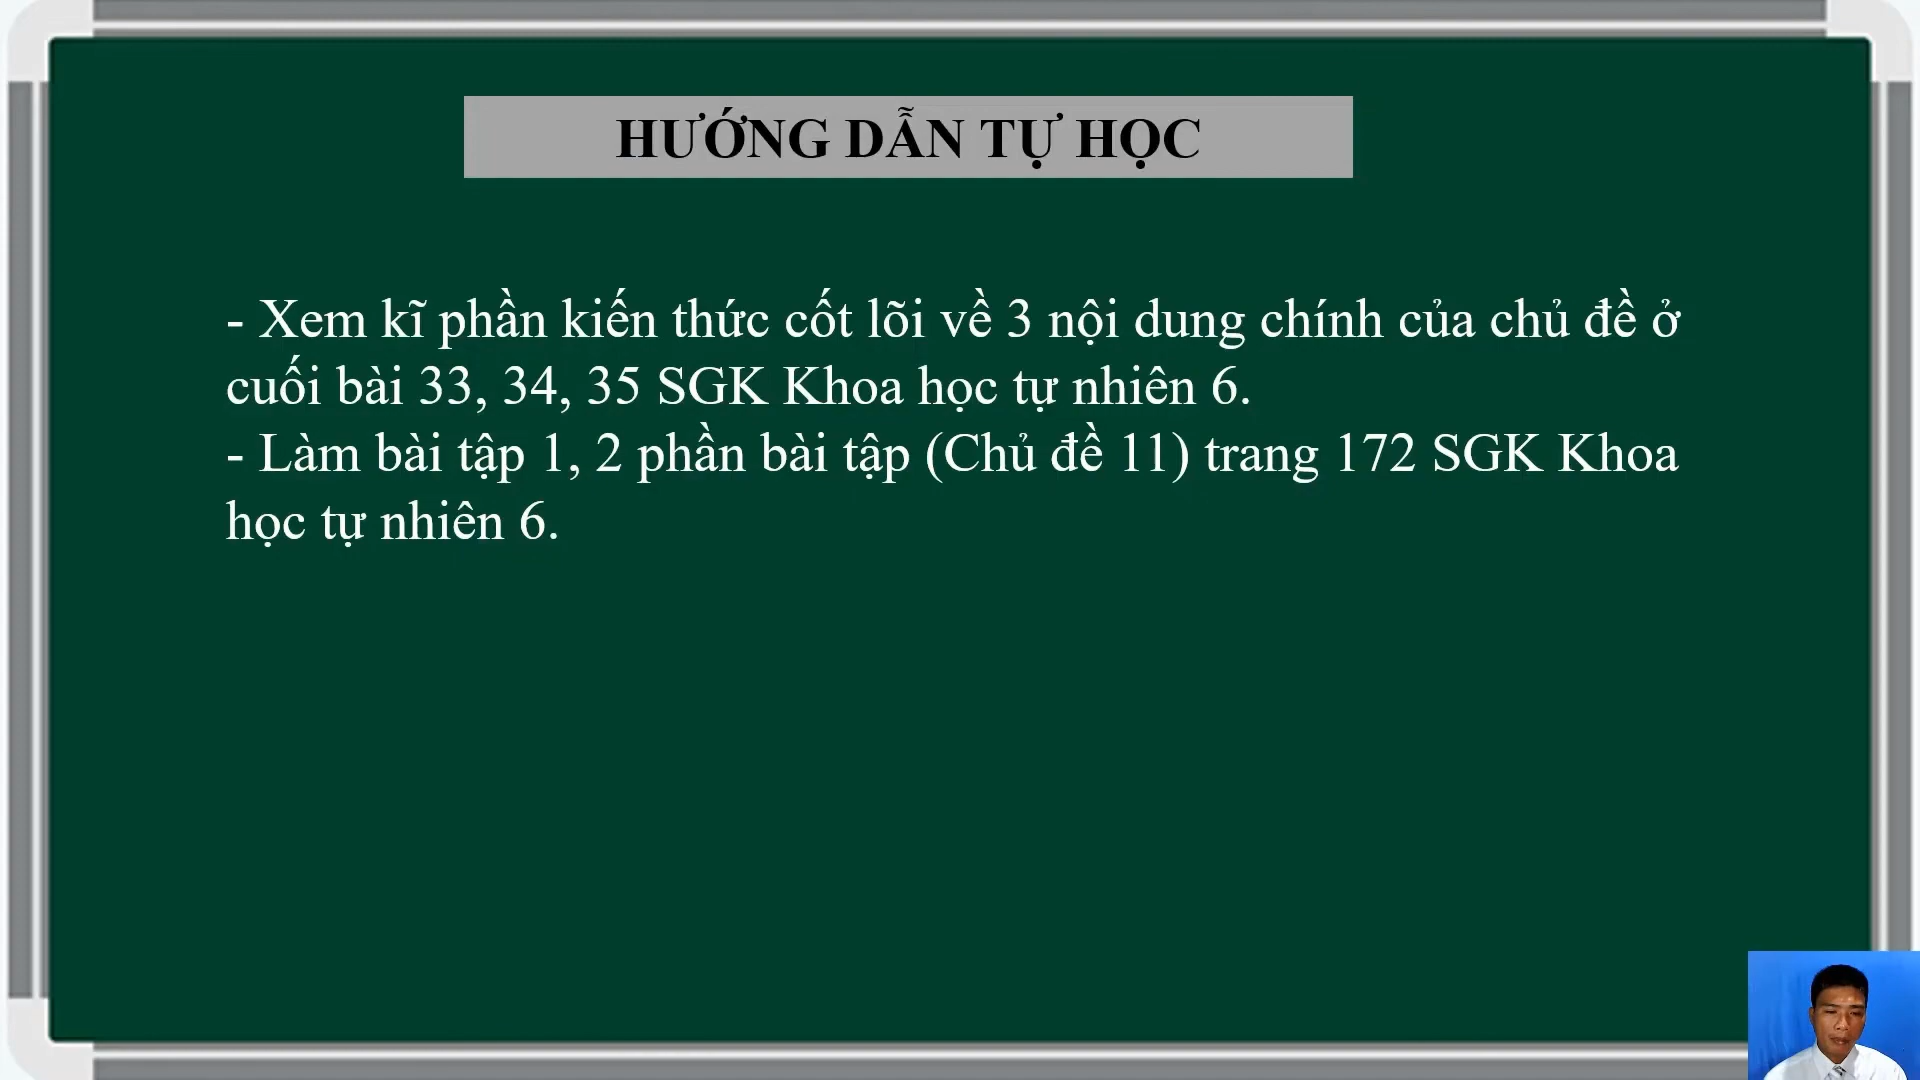 HƯỚNG DẪN TỰ HỌC
- Xem kĩ phần kiến thức cốt lõi về 3 nội dung chính của chủ đề ở
cuối bài 33, 34, 35 SGK Khoa học tự nhiên 6.
- Làm bài tập 1, 2 phần bài tập (Chủ đề 11) trang 172 SGK Khoa
học tự nhiên 6.